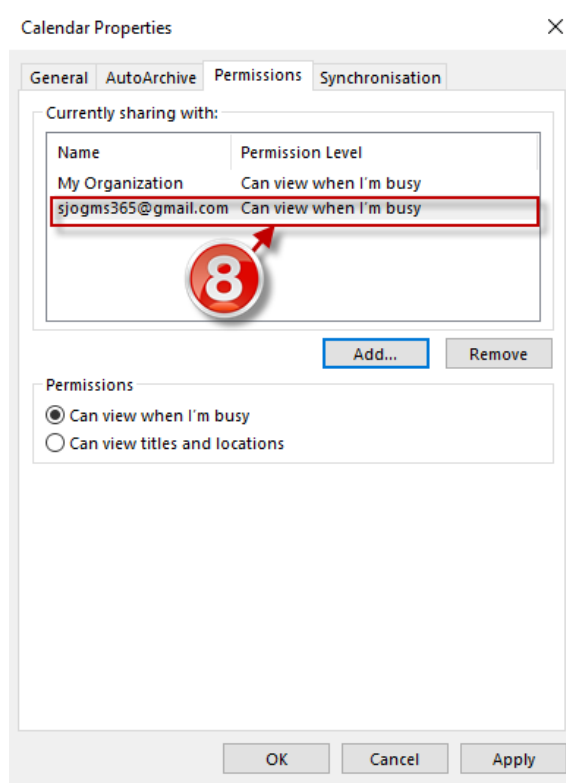 Calendar Properties
General AutoArchive Permissions Synchronisation
Currently sharing with:
Name Permission Level
My Organization Can view when I'm busy
sjogms365@gmail.com Can view when I'm busy
8
Add... Remove
Permissions
Can view when I'm busy
Can view titles and locations
OK Cancel Apply